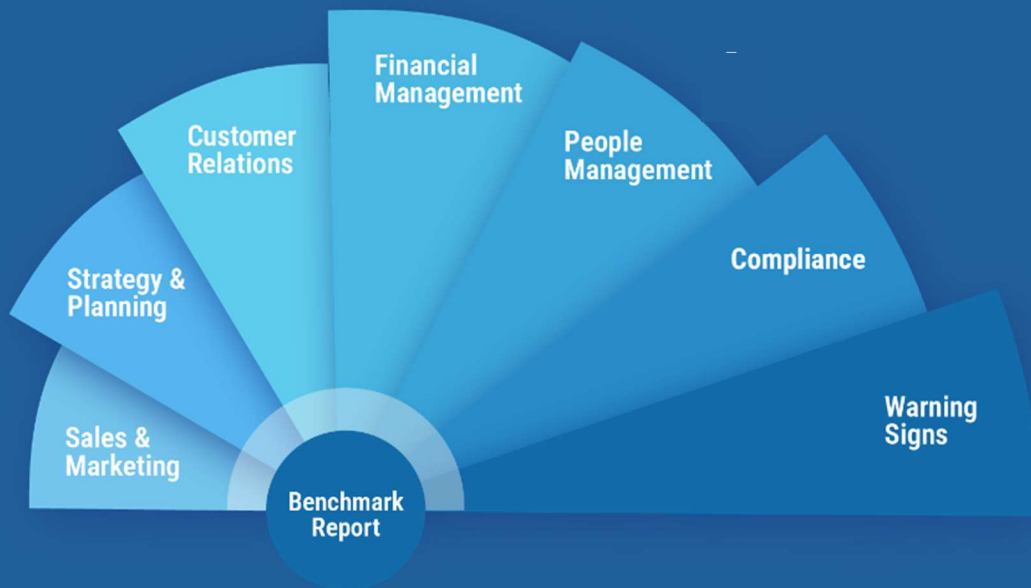 Financial
Management
Customer
Relations
People
Management
Strategy &
Planning
Compliance
Sales &
Marketing
Warning
Signs
Benchmark
Report